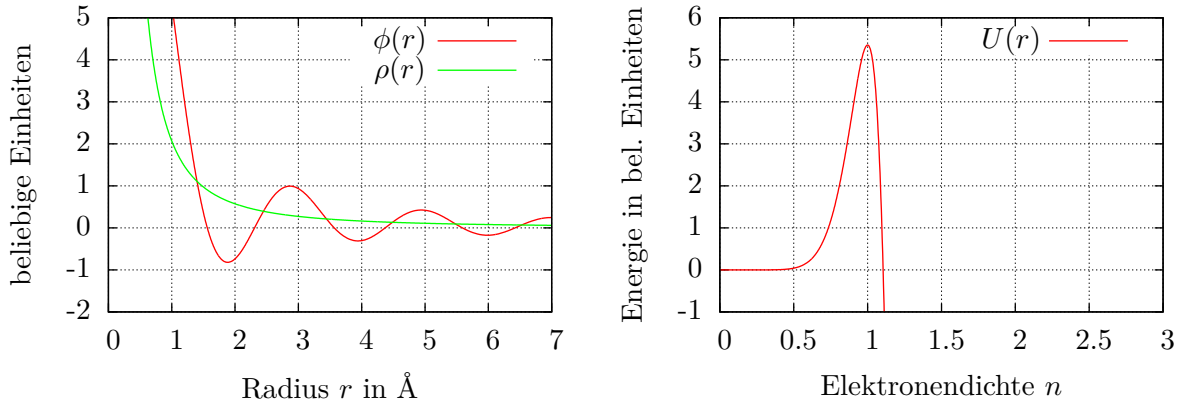 beliebige Einheiten
5
4
3
2
1
0
-1
-2
0 1 2 3 4 5 6 7
Radius r in Å
ϕ(r)
ρ(r)
Energie in bel. Einheiten
6
5
4
3
2
1
0
-1
0 0.5 1 1.5 2 2.5 3
Elektronendichte n
U(r)